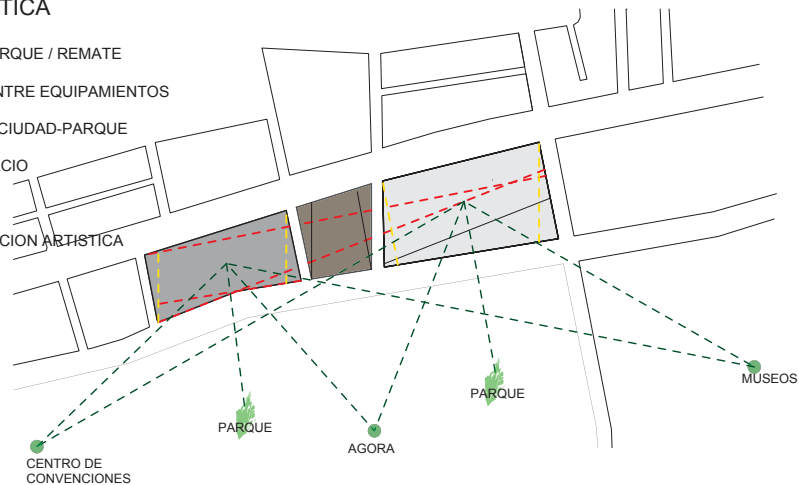 TICA
RQUE / REMATE
NTRE EQUIPAMIENTOS
CIUDAD-PARQUE
CIO
CION ARTISTICA
MUSEOS
PARQUE
PARQUE
AGORA
CENTRO DE
CONVENCIONES